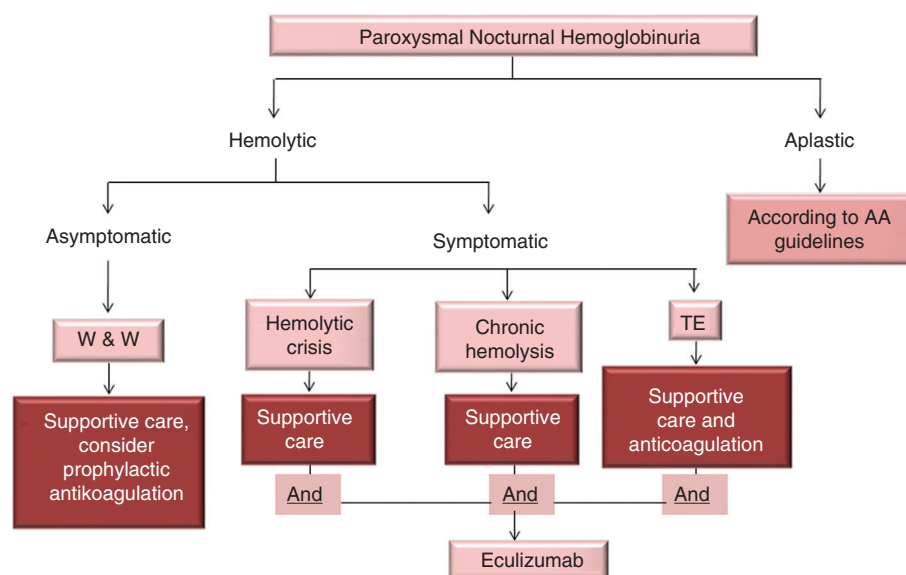 Paroxysmal Nocturnal Hemoglobinuria
Hemolytic
Aplastic
According to AA
guidelines
Asymptomatic
Symptomatic
W & W
Hemolytic
crisis
Chronic
hemolysis
TE
Supportive care,
consider
prophylactic
antikoagulation
Supportive
care
Supportive
care
Supportive
care and
anticoagulation
And
And
And
Eculizumab